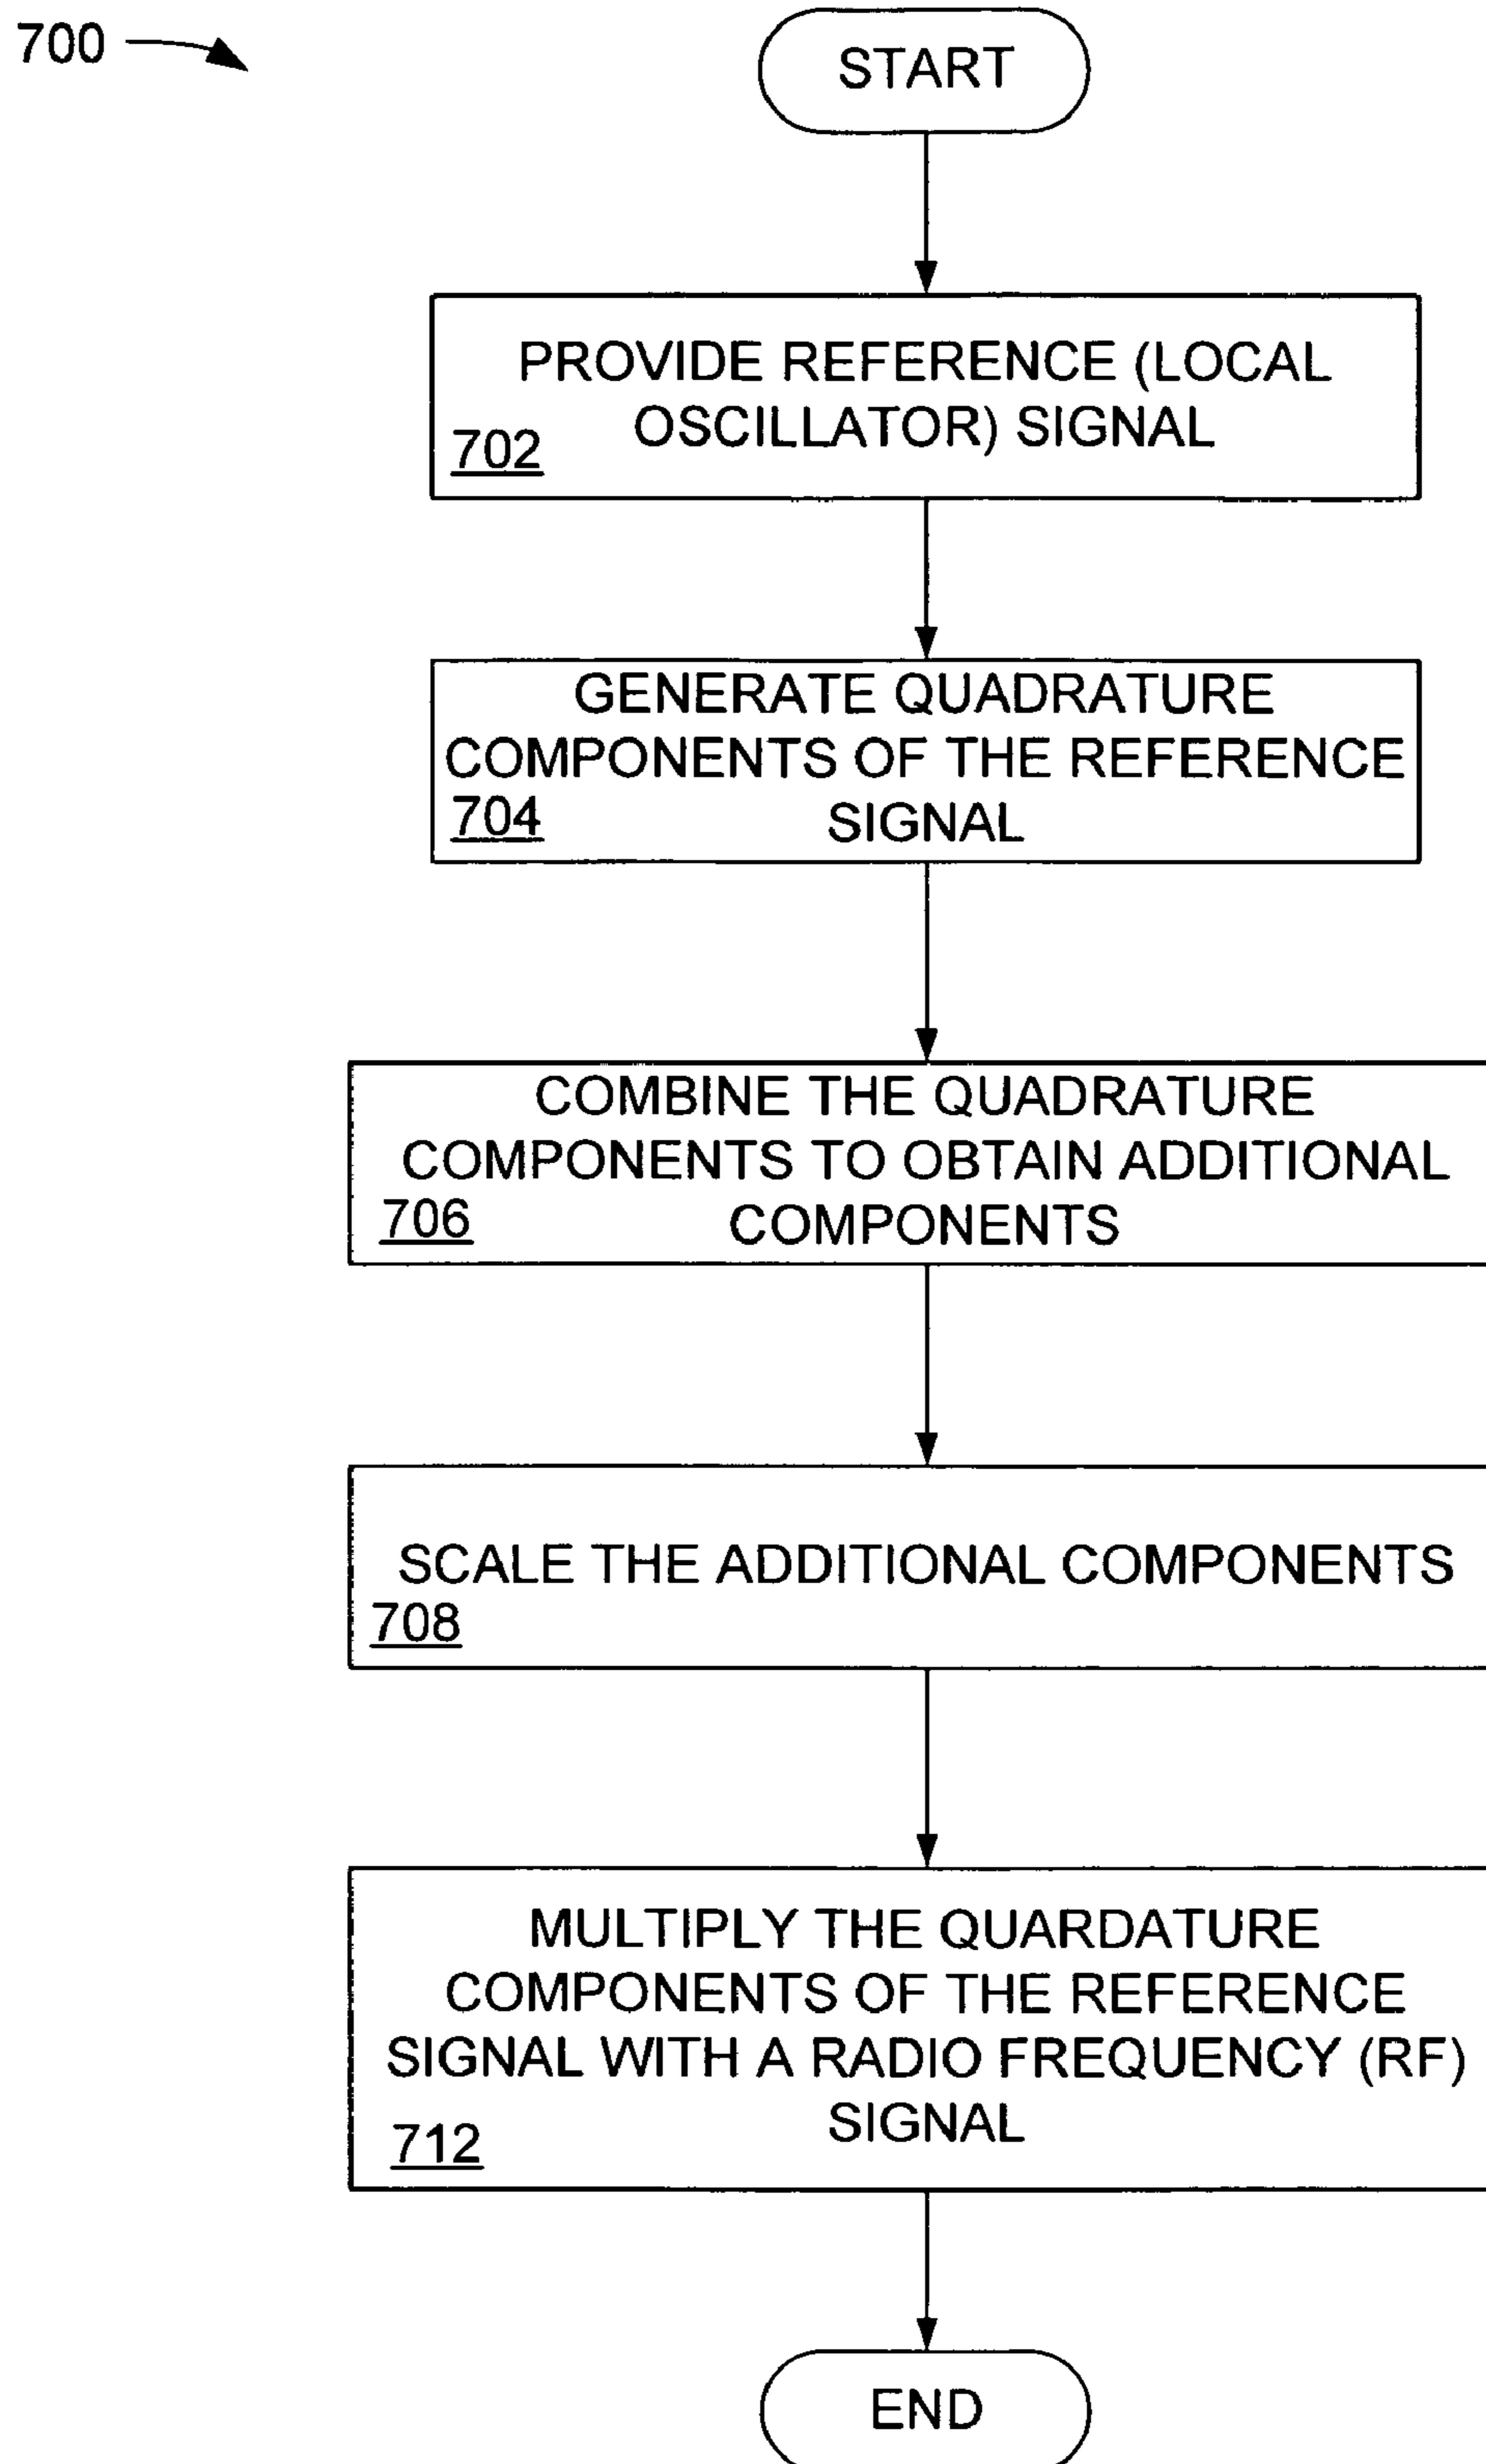 700
START
PROVIDE REFERENCE (LOCAL
OSCILLATOR) SIGNAL
702
GENERATE QUADRATURE
COMPONENTS OF THE REFERENCE
SIGNAL
704
COMBINE THE QUADRATURE
COMPONENTS TO OBTAIN ADDITIONAL
COMPONENTS
706
SCALE THE ADDITIONAL COMPONENTS
708
MULTIPLY THE QUARDATURE
COMPONENTS OF THE REFERENCE
SIGNAL WITH A RADIO FREQUENCY (RF)
SIGNAL
712
END